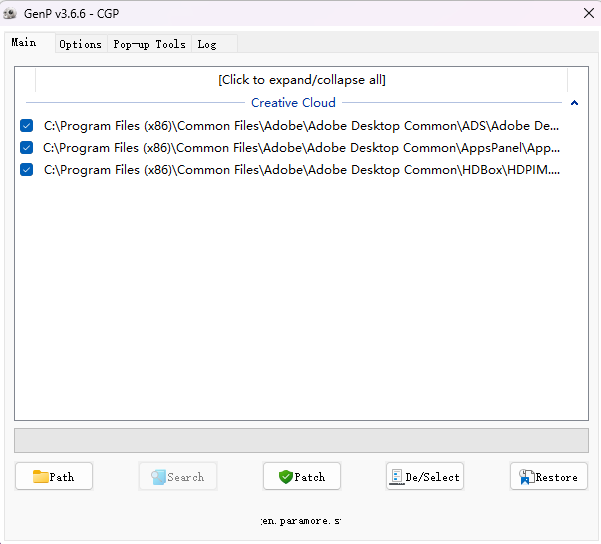 GenP v3.6.6 - CGP
Main Options Pop-up Tools Log
[Click to expand/collapse all]
Creative Cloud
C:\Program Files (x86)\Common Files\Adobe\Adobe Desktop Common\ADS\Adobe De...
C:\Program Files (x86)\Common Files\Adobe\Adobe Desktop Common\AppsPanel\App...
C:\Program Files (x86)\Common Files\Adobe\Adobe Desktop Common\HDBox\HDPIM....
Path Search Patch De/Select Restore
en.paramore.s